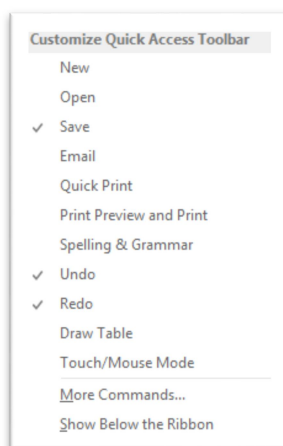 Customize Quick Access Toolbar
New
Open
Save
Email
Quick Print
Print Preview and Print
Spelling & Grammar
Undo
Redo
Draw Table
Touch/Mouse Mode
More Commands...
Show Below the Ribbon